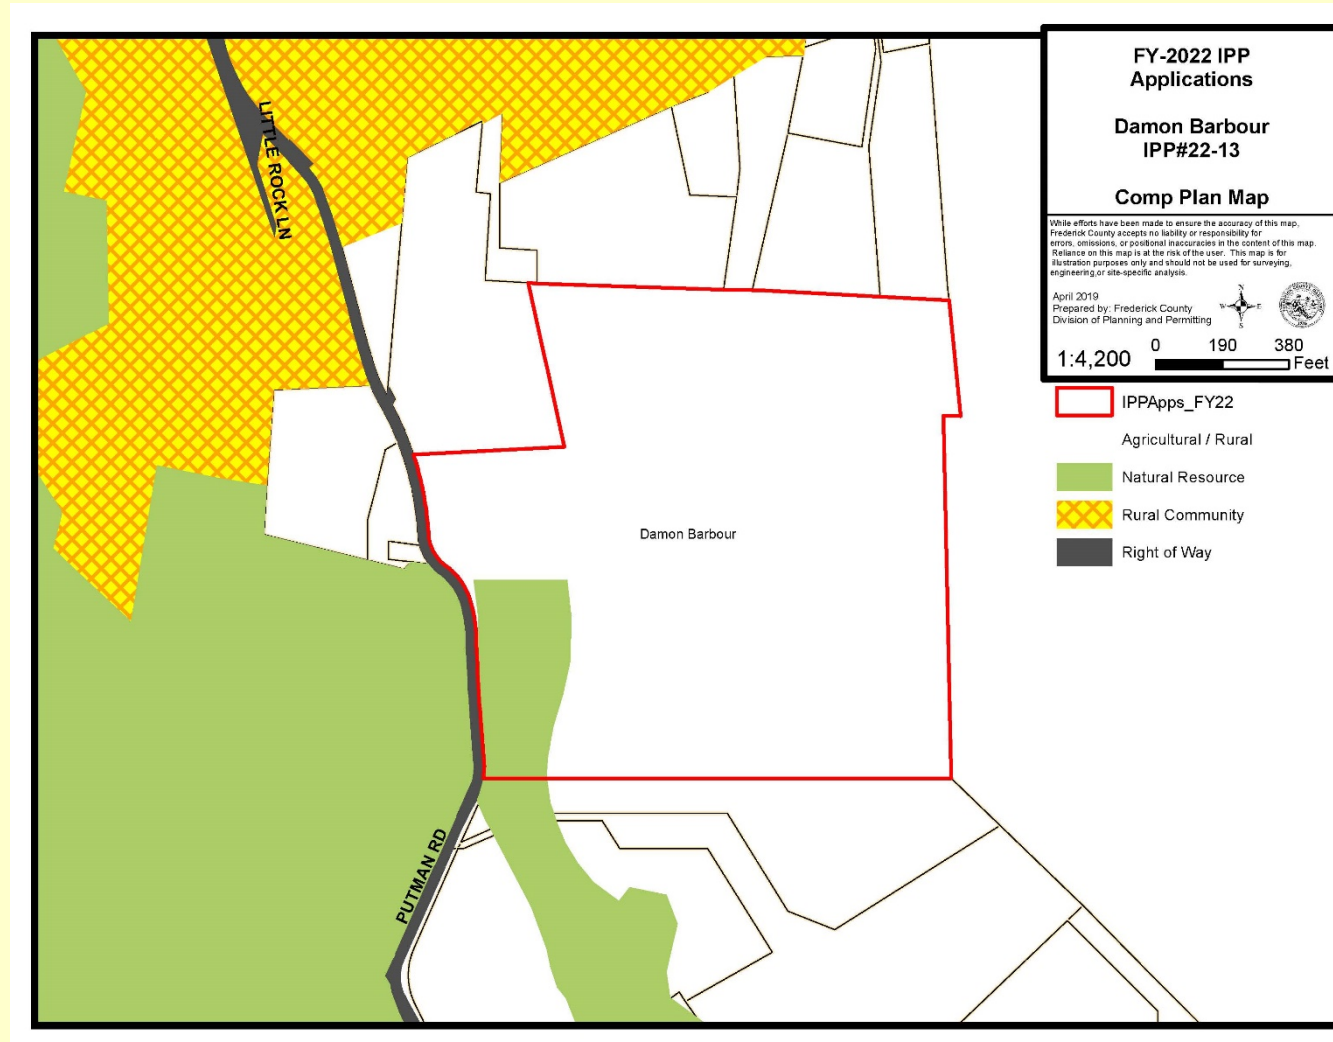 FY-2022 IPP
Applications
Damon Barbour
IPP#22-13
Comp Plan Map
While efforts have been made to ensure the accuracy of this map,
Frederick County accepts no liability or responsibility for
errors, omissions, or positional inaccuracies in the content of this map.
Reliance on this map is at the risk of the user. This map is for
illustration purposes only and should not be used for surveying,
engineering,or site-specific analysis.
April 2019
Prepared by: Frederick County
Division of Planning and Permitting
N
W
E
S
1:4,200
0 190 380
Feet
IPPApps_FY22
Agricultural / Rural
Natural Resource
Rural Community
Right of Way
LITTLE ROCK LN
Damon Barbour
PUTMAN RD